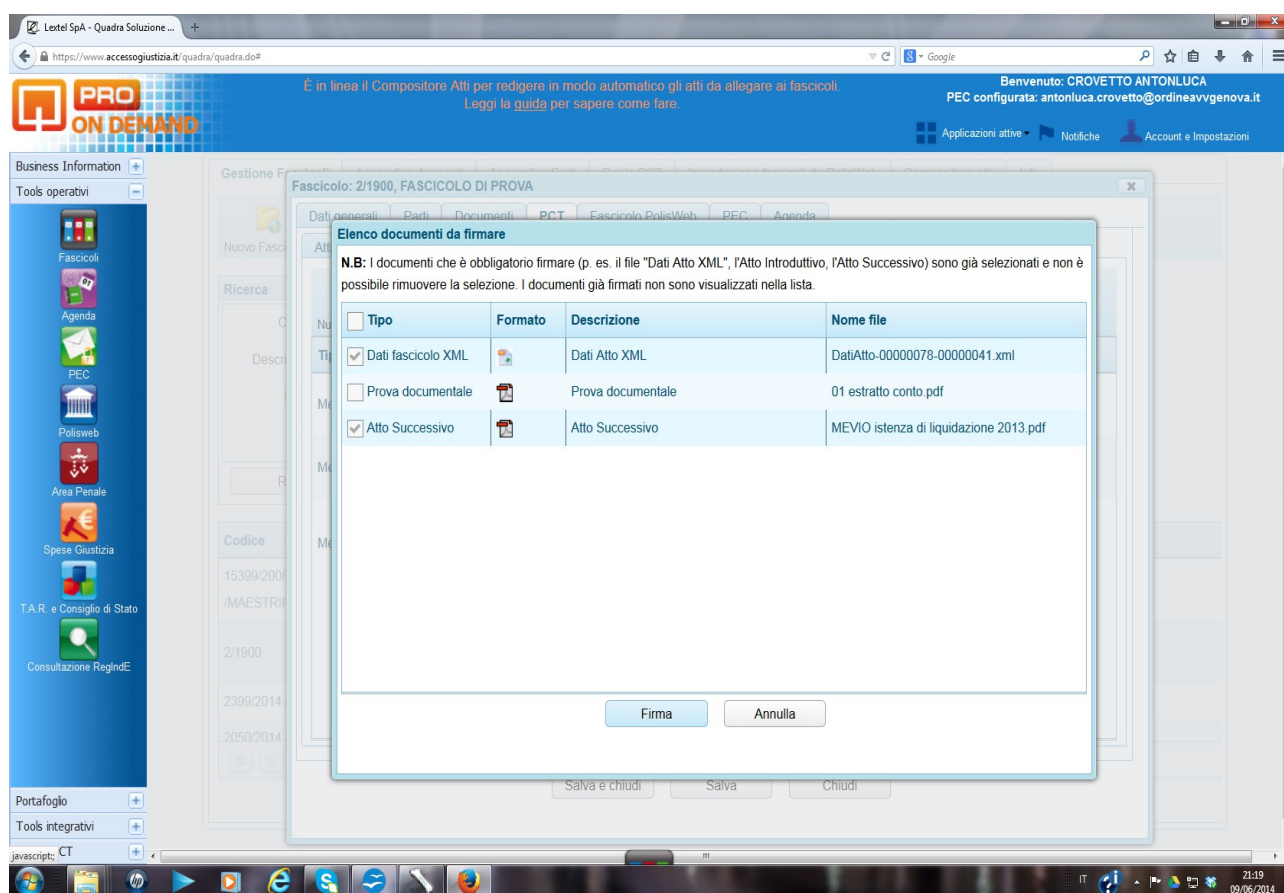 Lextel SpA - Quadra Soluzione ...
https://www.accessogiustizia.it/quadra/quadra.do#
Google
PRO
ON DEMAND
È in linea il Compositore Atti per redigere in modo automatico gli atti da allegare ai fascicoli.
Leggi la guida per sapere come fare.
Benvenuto: CROVETTO ANTONLUCA
PEC configurata: antonluca.crovetto@ordineavvgenova.it
Applicazioni attive
Notifiche
Account e Impostazioni
Business Information
Tools operativi
Fascicoli
Agenda
PEC
Polisweb
Area Penale
Spese Giustizia
T.A.R. e Consiglio di Stato
Consultazione RegIndE
Portafoglio
Tools integrativi
javascript:;
CT
Nuovo Fasci
Ricerca
Descri
Codice
15399/2008
2/1900
2399/2014
2050/2014
Fascicolo: 2/1900, FASCICOLO DI PROVA
Dati generali Parti Documenti PCT Fascicolo PolisWeb PEC Agenda
Elenco documenti da firmare
N.B: I documenti che è obbligatorio firmare (p. es. il file "Dati Atto XML", l'Atto Introduttivo, l'Atto Successivo) sono già selezionati e non è
possibile rimuovere la selezione. I documenti già firmati non sono visualizzati nella lista.
Tipo Formato Descrizione Nome file
Dati fascicolo XML Dati Atto XML DatiAtto-00000078-00000041.xml
Prova documentale Prova documentale 01 estratto conto.pdf
Atto Successivo Atto Successivo MEVIO istenza di liquidazione 2013.pdf
Firma Annulla
Salva e chiudi Salva Chiudi
IT
21:19